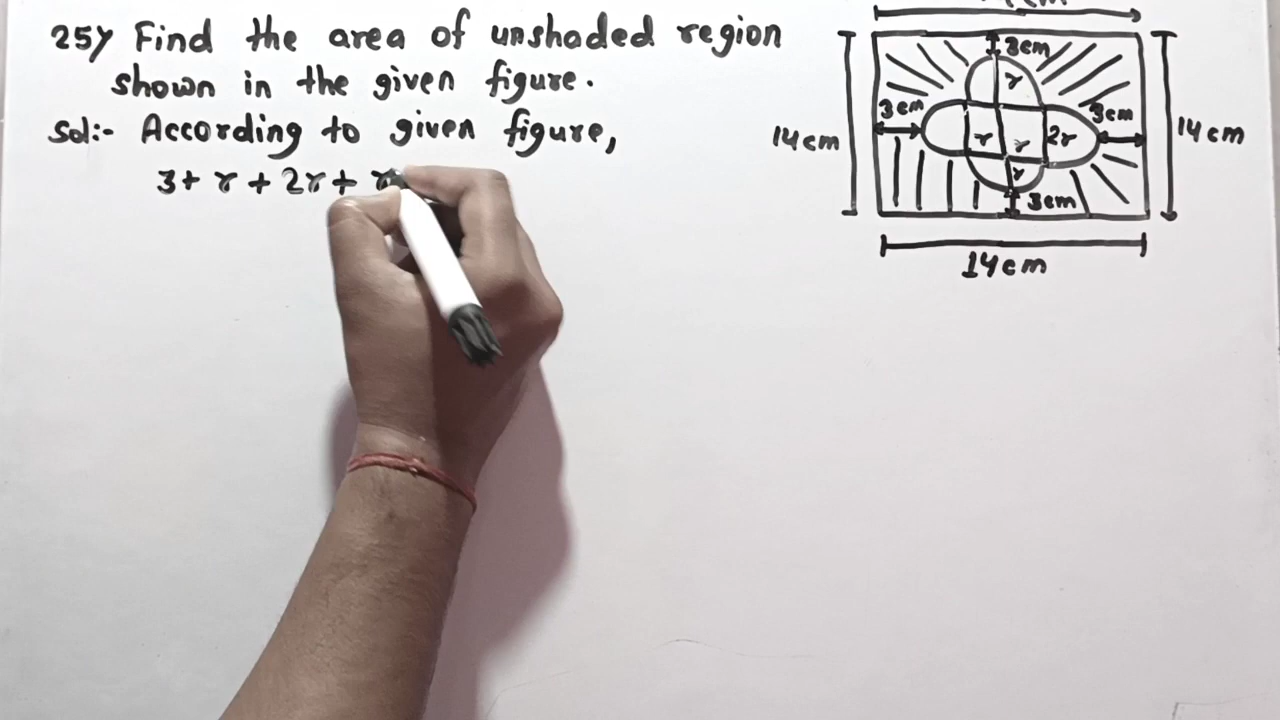 25) Find the area of unshaded region
shown in the given figure.
Sol:- According to given figure,
3 + r + 2r + r
cm
3cm
r
3cm
3cm
14cm
r
r
2r
14cm
r
3cm
14cm